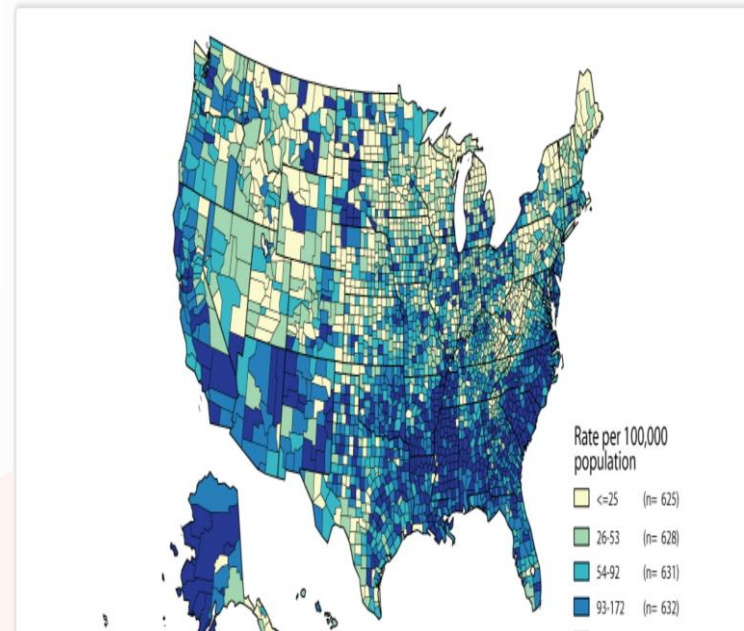 Rate per 100,000
population
<=25 (n= 625)
26-53 (n= 628)
54-92 (n= 631)
93-172 (n= 632)